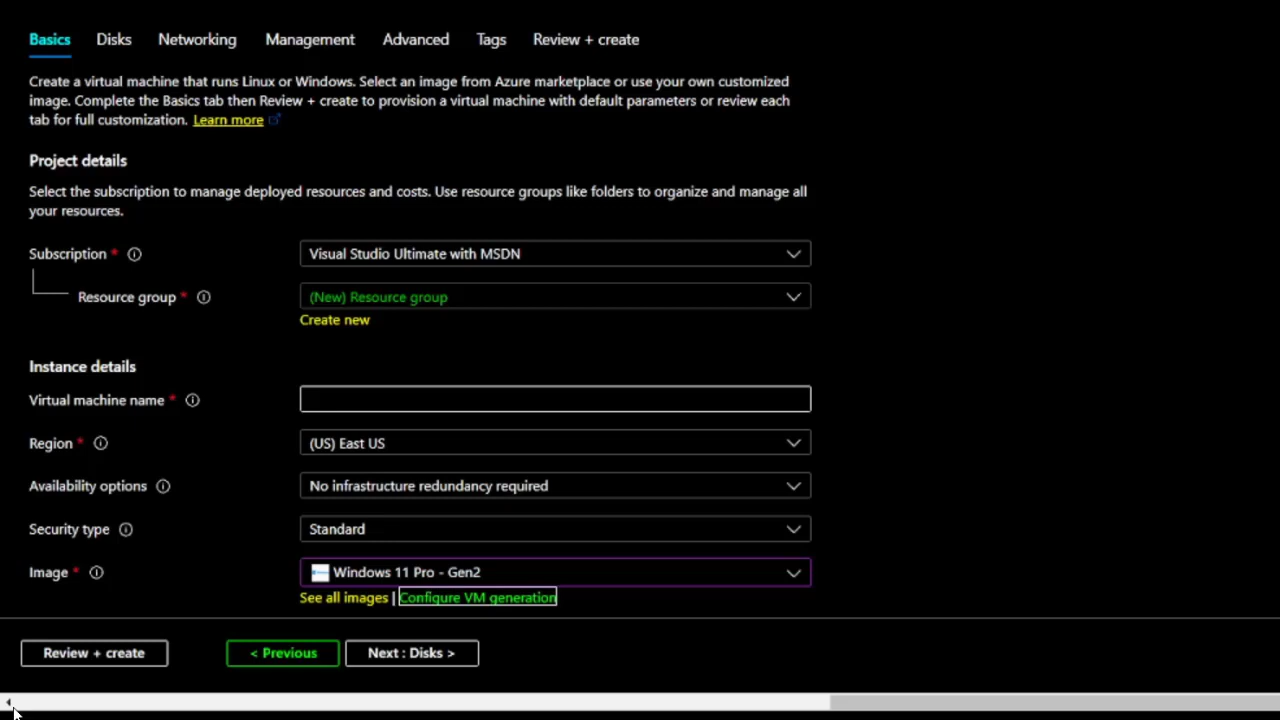 Basics Disks Networking Management Advanced Tags Review + create
Create a virtual machine that runs Linux or Windows. Select an image from Azure marketplace or use your own customized
image. Complete the Basics tab then Review + create to provision a virtual machine with default parameters or review each
tab for full customization. Learn more
Project details
Select the subscription to manage deployed resources and costs. Use resource groups like folders to organize and manage all
your resources.
Subscription * Visual Studio Ultimate with MSDN
Resource group * (New) Resource group
Create new
Instance details
Virtual machine name *
Region * (US) East US
Availability options No infrastructure redundancy required
Security type Standard
Image * Windows 11 Pro - Gen2
See all images | Configure VM generation
Review + create < Previous Next : Disks >